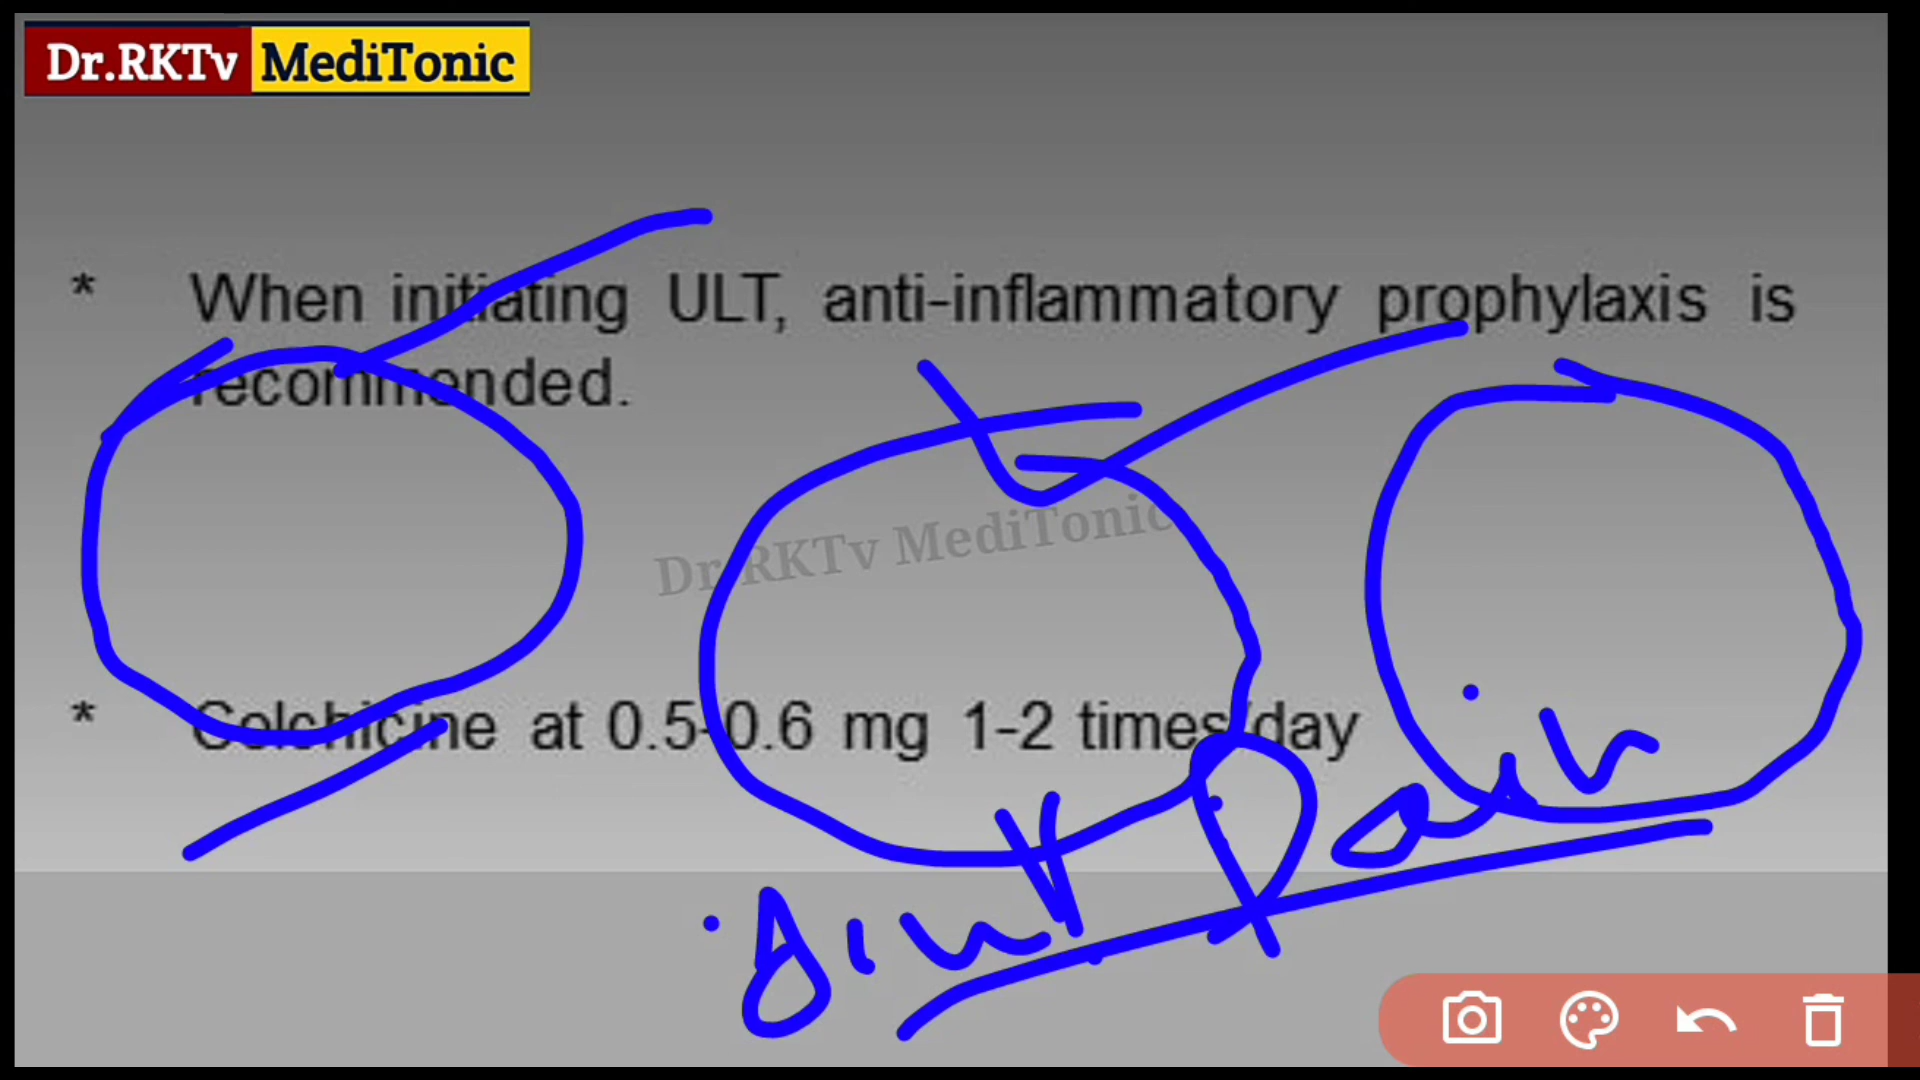 Dr.RKTv MediTonic
* When initiating ULT, anti-inflammatory prophylaxis is
recommended.
Dr.RKTv MediTonic
* Colchicine at 0.5-0.6 mg 1-2 times/day
Joint Pain